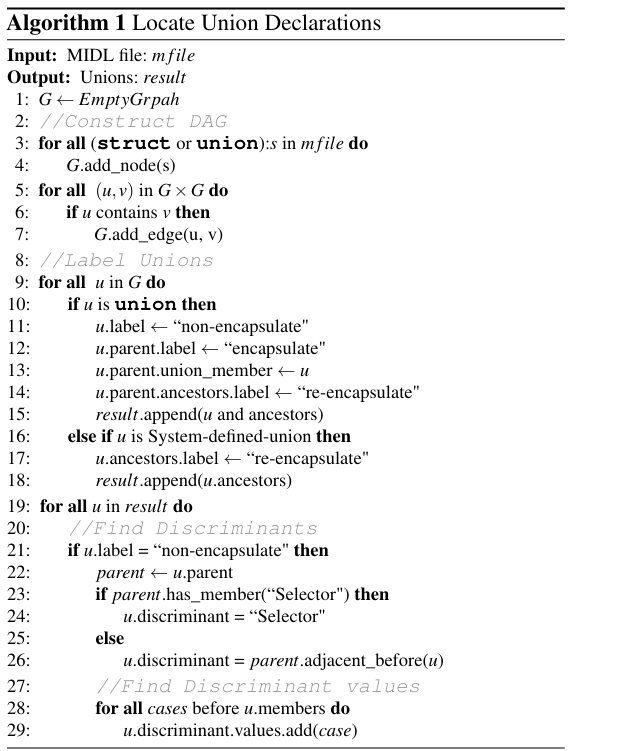 Algorithm 1 Locate Union Declarations
Input: MIDL file: mfile
Output: Unions: result
1: G ← EmptyGrpah
2: //Construct DAG
3: for all (struct or union):s in mfile do
4: G.add_node(s)
5: for all (u,v) in G × G do
6: if u contains v then
7: G.add_edge(u, v)
8: //Label Unions
9: for all u in G do
10: if u is union then
11: u.label ← “non-encapsulate"
12: u.parent.label ← “encapsulate"
13: u.parent.union_member ← u
14: u.parent.ancestors.label ← “re-encapsulate"
15: result.append(u and ancestors)
16: else if u is System-defined-union then
17: u.ancestors.label ← “re-encapsulate"
18: result.append(u.ancestors)
19: for all u in result do
20: //Find Discriminants
21: if u.label = “non-encapsulate" then
22: parent ← u.parent
23: if parent.has_member(“Selector") then
24: u.discriminant = “Selector"
25: else
26: u.discriminant = parent.adjacent_before(u)
27: //Find Discriminant values
28: for all cases before u.members do
29: u.discriminant.values.add(case)